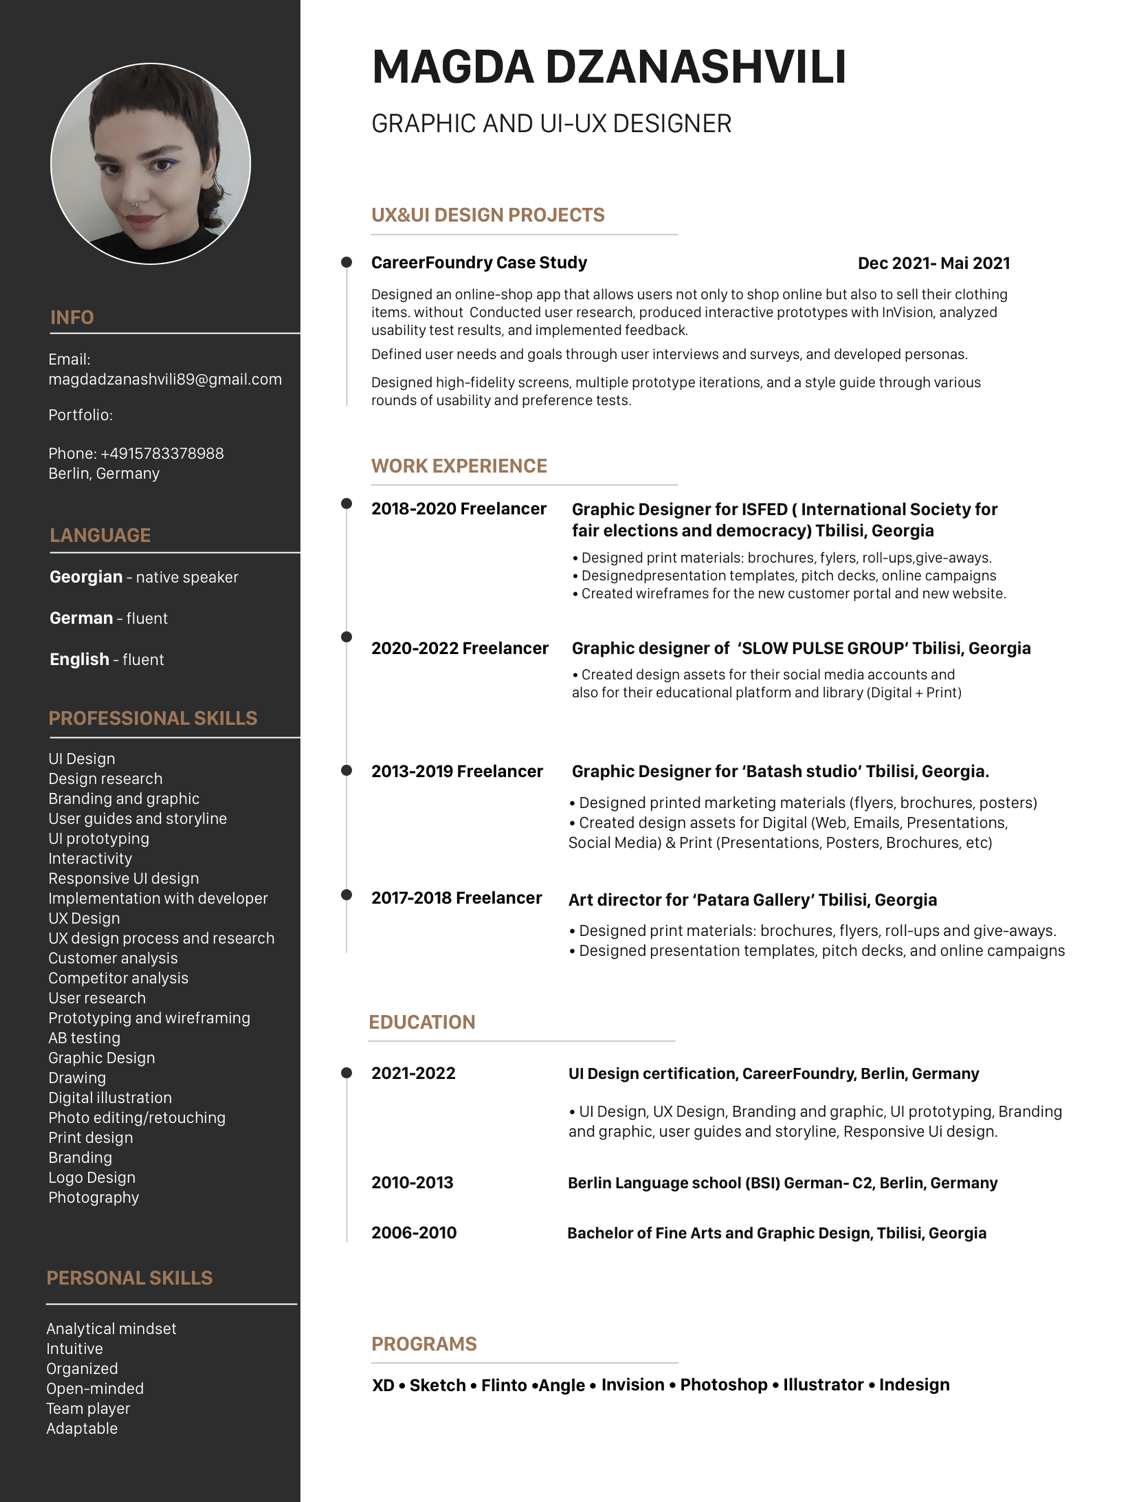 MAGDA DZANASHVILI
GRAPHIC AND UI-UX DESIGNER
INFO
Email:
magdadzanashvili89@gmail.com
Portfolio:
Phone: +4915783378988
Berlin, Germany
LANGUAGE
Georgian - native speaker
German - fluent
English - fluent
PROFESSIONAL SKILLS
UI Design
Design research
Branding and graphic
User guides and storyline
UI prototyping
Interactivity
Responsive UI design
Implementation with developer
UX Design
UX design process and research
Customer analysis
Competitor analysis
User research
Prototyping and wireframing
AB testing
Graphic Design
Drawing
Digital illustration
Photo editing/retouching
Print design
Branding
Logo Design
Photography
PERSONAL SKILLS
Analytical mindset
Intuitive
Organized
Open-minded
Team player
Adaptable
UX&UI DESIGN PROJECTS
CareerFoundry Case Study Dec 2021- Mai 2021
Designed an online-shop app that allows users not only to shop online but also to sell their clothing
items. without  Conducted user research, produced interactive prototypes with InVision, analyzed
usability test results, and implemented feedback.
Defined user needs and goals through user interviews and surveys, and developed personas.
Designed high-fidelity screens, multiple prototype iterations, and a style guide through various
rounds of usability and preference tests.
WORK EXPERIENCE
2018-2020 Freelancer Graphic Designer for ISFED ( International Society for
fair elections and democracy) Tbilisi, Georgia
• Designed print materials: brochures, fylers, roll-ups,give-aways.
• Designedpresentation templates, pitch decks, online campaigns
• Created wireframes for the new customer portal and new website.
2020-2022 Freelancer Graphic designer of  ‘SLOW PULSE GROUP’ Tbilisi, Georgia
• Created design assets for their social media accounts and
also for their educational platform and library (Digital + Print)
2013-2019 Freelancer Graphic Designer for ‘Batash studio’ Tbilisi, Georgia.
• Designed printed marketing materials (flyers, brochures, posters)
• Created design assets for Digital (Web, Emails, Presentations,
Social Media) & Print (Presentations, Posters, Brochures, etc)
2017-2018 Freelancer Art director for ‘Patara Gallery’ Tbilisi, Georgia
• Designed print materials: brochures, flyers, roll-ups and give-aways.
• Designed presentation templates, pitch decks, and online campaigns
EDUCATION
2021-2022 UI Design certification, CareerFoundry, Berlin, Germany
• UI Design, UX Design, Branding and graphic, UI prototyping, Branding
and graphic, user guides and storyline, Responsive Ui design.
2010-2013 Berlin Language school (BSI) German- C2, Berlin, Germany
2006-2010 Bachelor of Fine Arts and Graphic Design, Tbilisi, Georgia
PROGRAMS
XD • Sketch • Flinto •Angle • Invision • Photoshop • Illustrator • Indesign